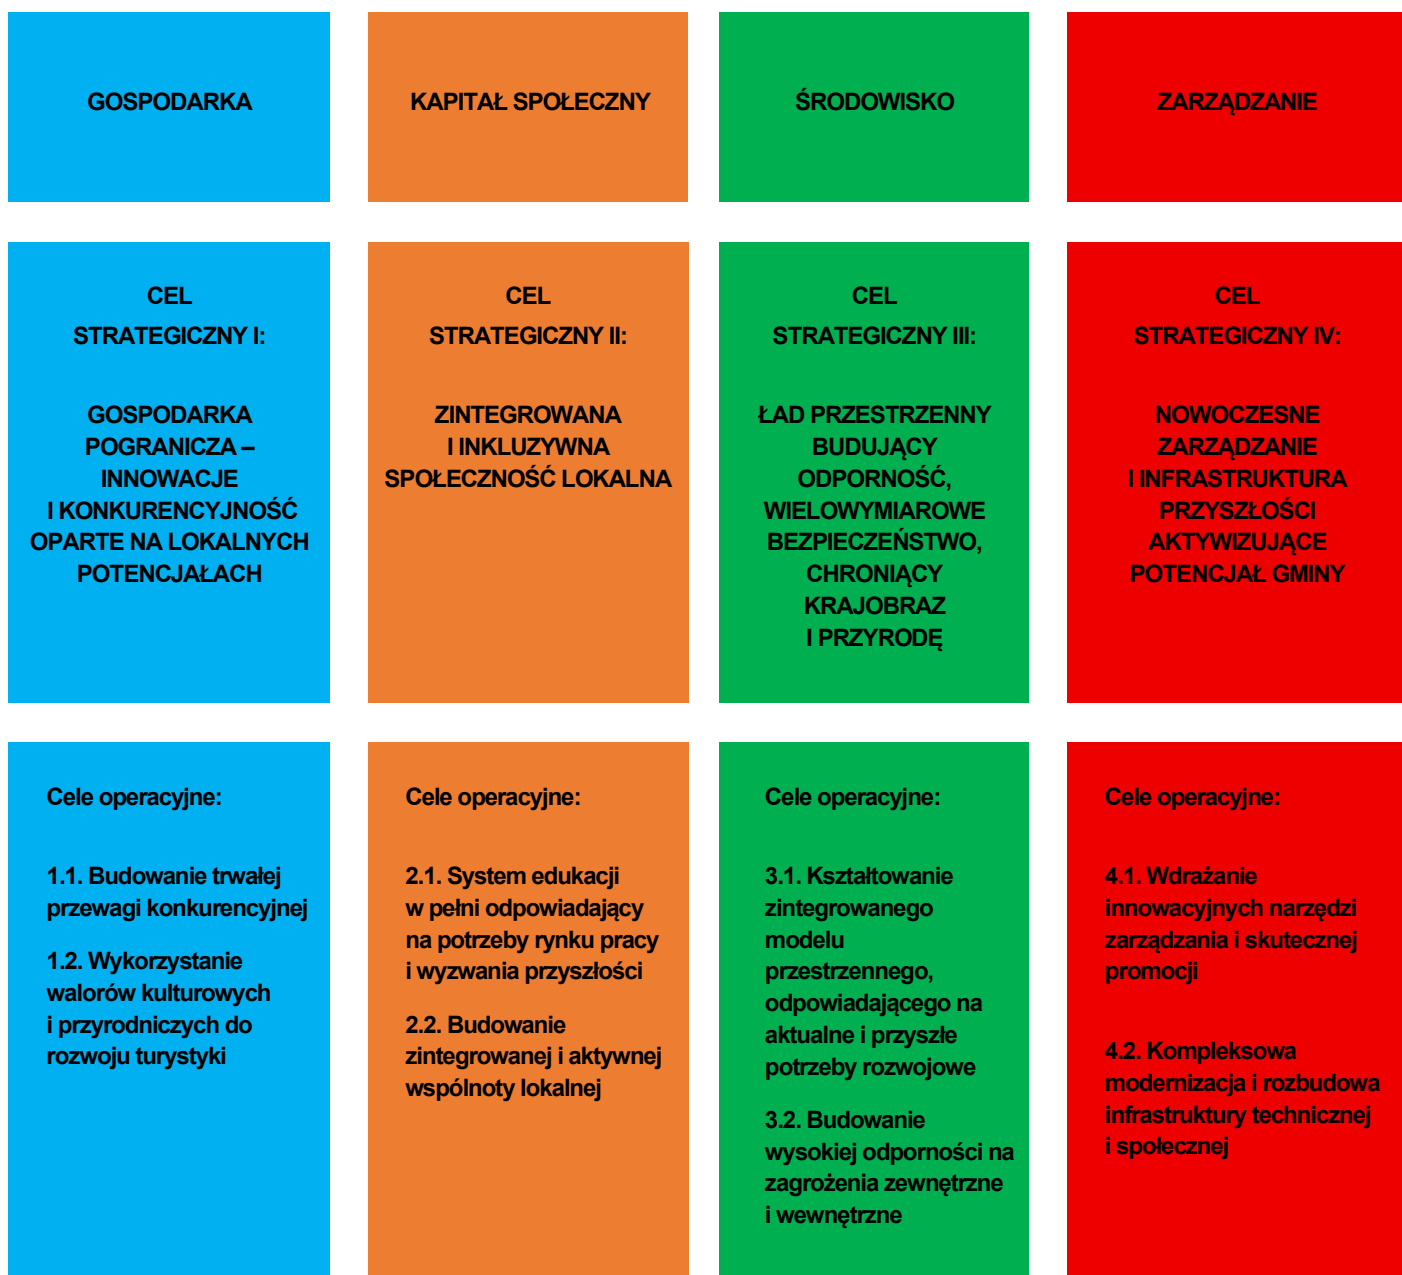 GOSPODARKA
KAPITAŁ SPOŁECZNY
ŚRODOWISKO
ZARZĄDZANIE
CEL
STRATEGICZNY I:
GOSPODARKA
POGRANICZA –
INNOWACJE
I KONKURENCYJNOŚĆ
OPARTE NA LOKALNYCH
POTENCJAŁACH
CEL
STRATEGICZNY II:
ZINTEGROWANA
I INKLUZYWNA
SPOŁECZNOŚĆ LOKALNA
CEL
STRATEGICZNY III:
ŁAD PRZESTRZENNY
BUDUJĄCY
ODPORNOŚĆ,
WIELOWYMIAROWE
BEZPIECZEŃSTWO,
CHRONIĄCY
KRAJOBRAZ
I PRZYRODĘ
CEL
STRATEGICZNY IV:
NOWOCZESNE
ZARZĄDZANIE
I INFRASTRUKTURA
PRZYSZŁOŚCI
AKTYWIZUJĄCE
POTENCJAŁ GMINY
Cele operacyjne:
1.1. Budowanie trwałej
przewagi konkurencyjnej
1.2. Wykorzystanie
walorów kulturowych
i przyrodniczych do
rozwoju turystyki
Cele operacyjne:
2.1. System edukacji
w pełni odpowiadający
na potrzeby rynku pracy
i wyzwania przyszłości
2.2. Budowanie
zintegrowanej i aktywnej
wspólnoty lokalnej
Cele operacyjne:
3.1. Kształtowanie
zintegrowanego
modelu
przestrzennego,
odpowiadającego na
aktualne i przyszłe
potrzeby rozwojowe
3.2. Budowanie
wysokiej odporności na
zagrożenia zewnętrzne
i wewnętrzne
Cele operacyjne:
4.1. Wdrażanie
innowacyjnych narzędzi
zarządzania i skutecznej
promocji
4.2. Kompleksowa
modernizacja i rozbudowa
infrastruktury technicznej
i społecznej